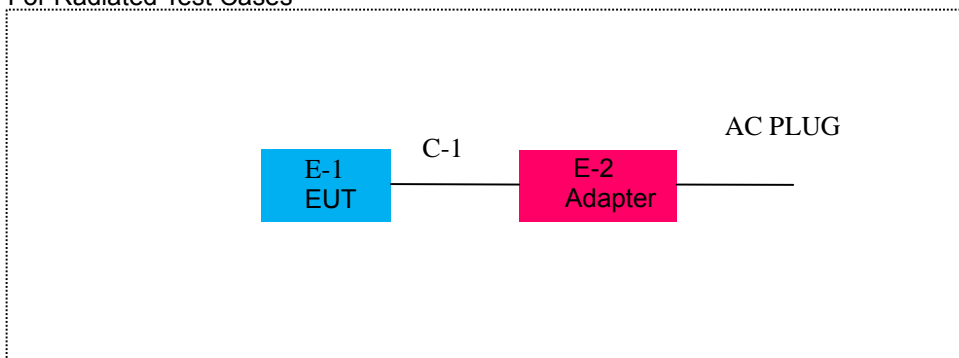 For Radiated Test Cases
AC PLUG
C-1
E-1
EUT
E-2
Adapter